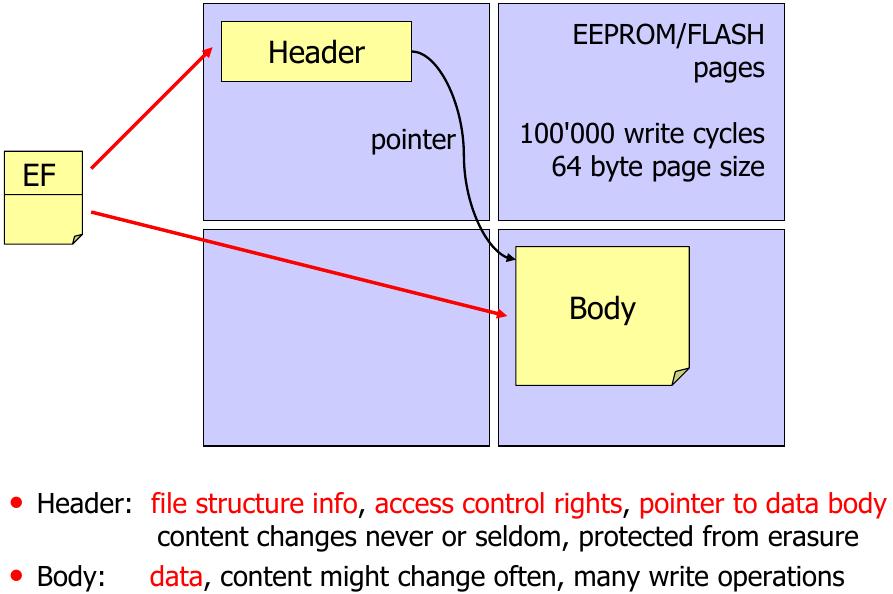 Header
EEPROM/FLASH
pages
pointer
100'000 write cycles
64 byte page size
EF
Body
• Header: file structure info, access control rights, pointer to data body
content changes never or seldom, protected from erasure
• Body: data, content might change often, many write operations